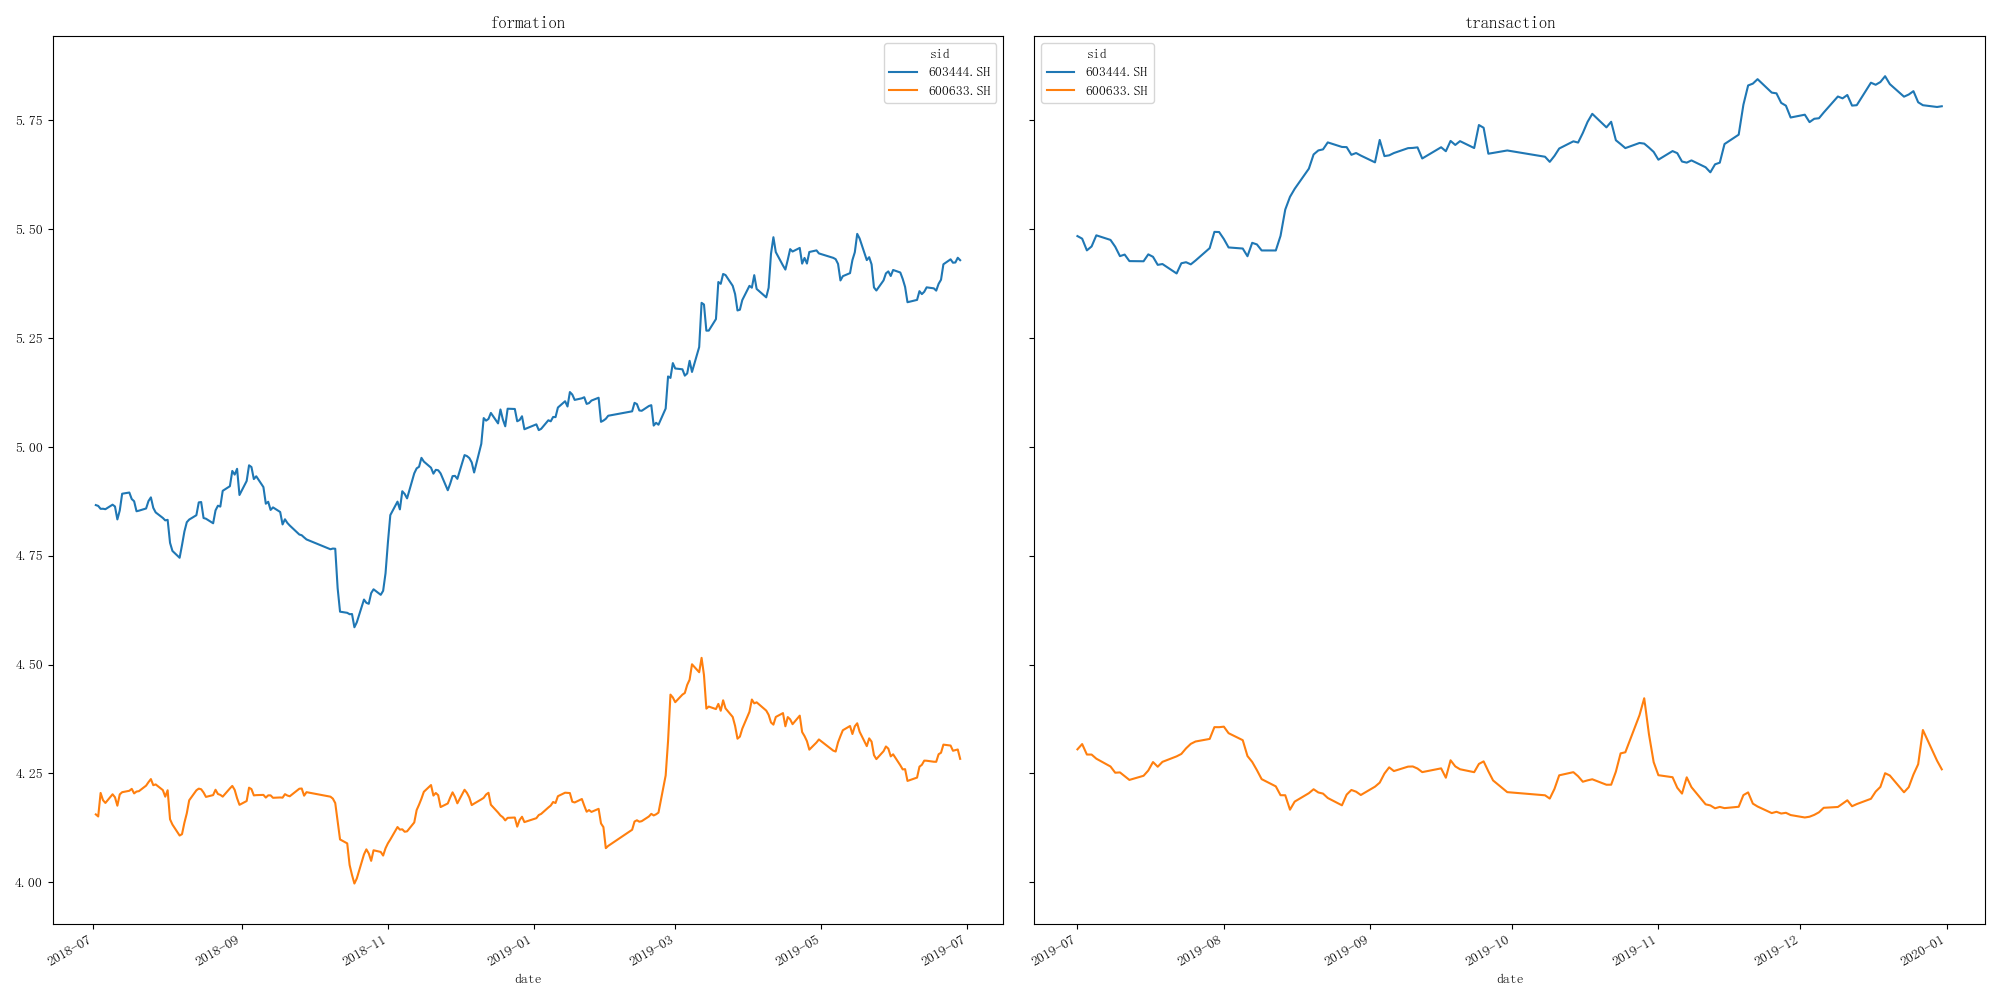 formation
transaction
sid
603444.SH
600633.SH
sid
603444.SH
600633.SH
5.75
5.50
5.25
5.00
4.75
4.50
4.25
4.00
2018-07
2018-09
2018-11
2019-01
2019-03
2019-05
2019-07
2019-07
2019-08
2019-09
2019-10
2019-11
2019-12
2020-01
date
date